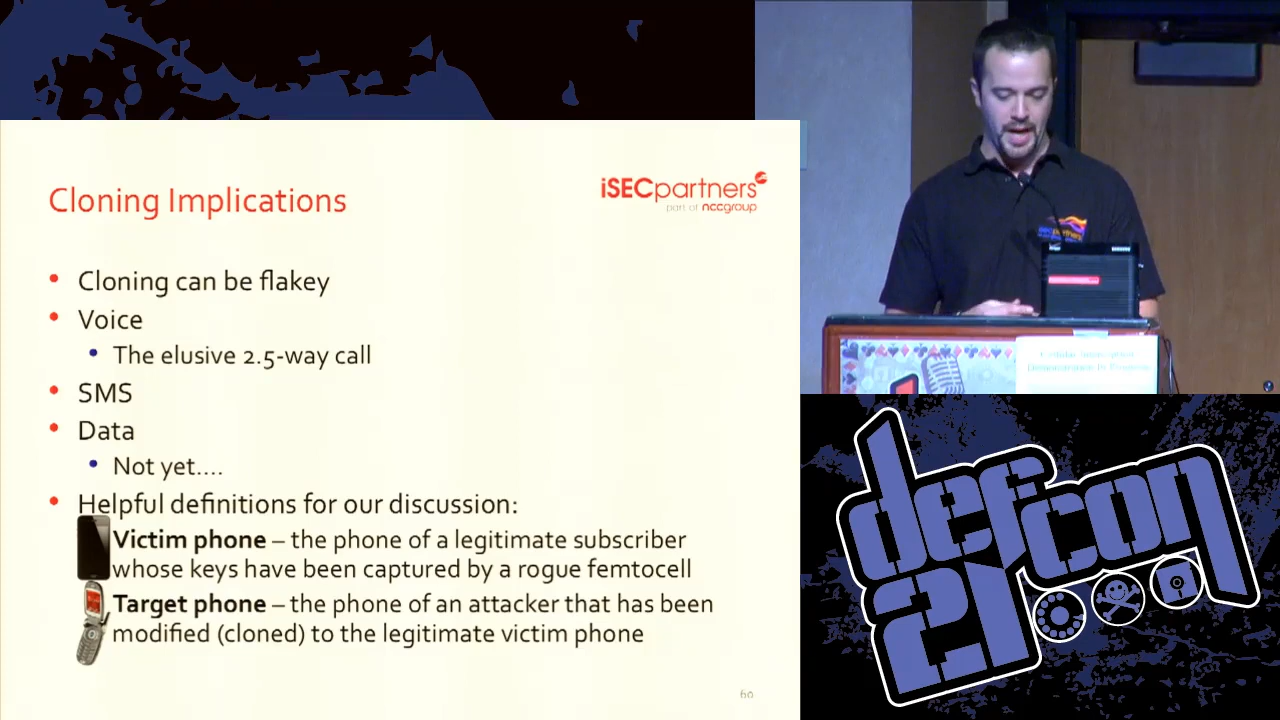 Cloning Implications
iSECpartners
part of nccgroup
• Cloning can be flakey
• Voice
• The elusive 2.5-way call
• SMS
• Data
• Not yet....
• Helpful definitions for our discussion:
Victim phone – the phone of a legitimate subscriber
whose keys have been captured by a rogue femtocell
Target phone – the phone of an attacker that has been
modified (cloned) to the legitimate victim phone
60
defcon
21